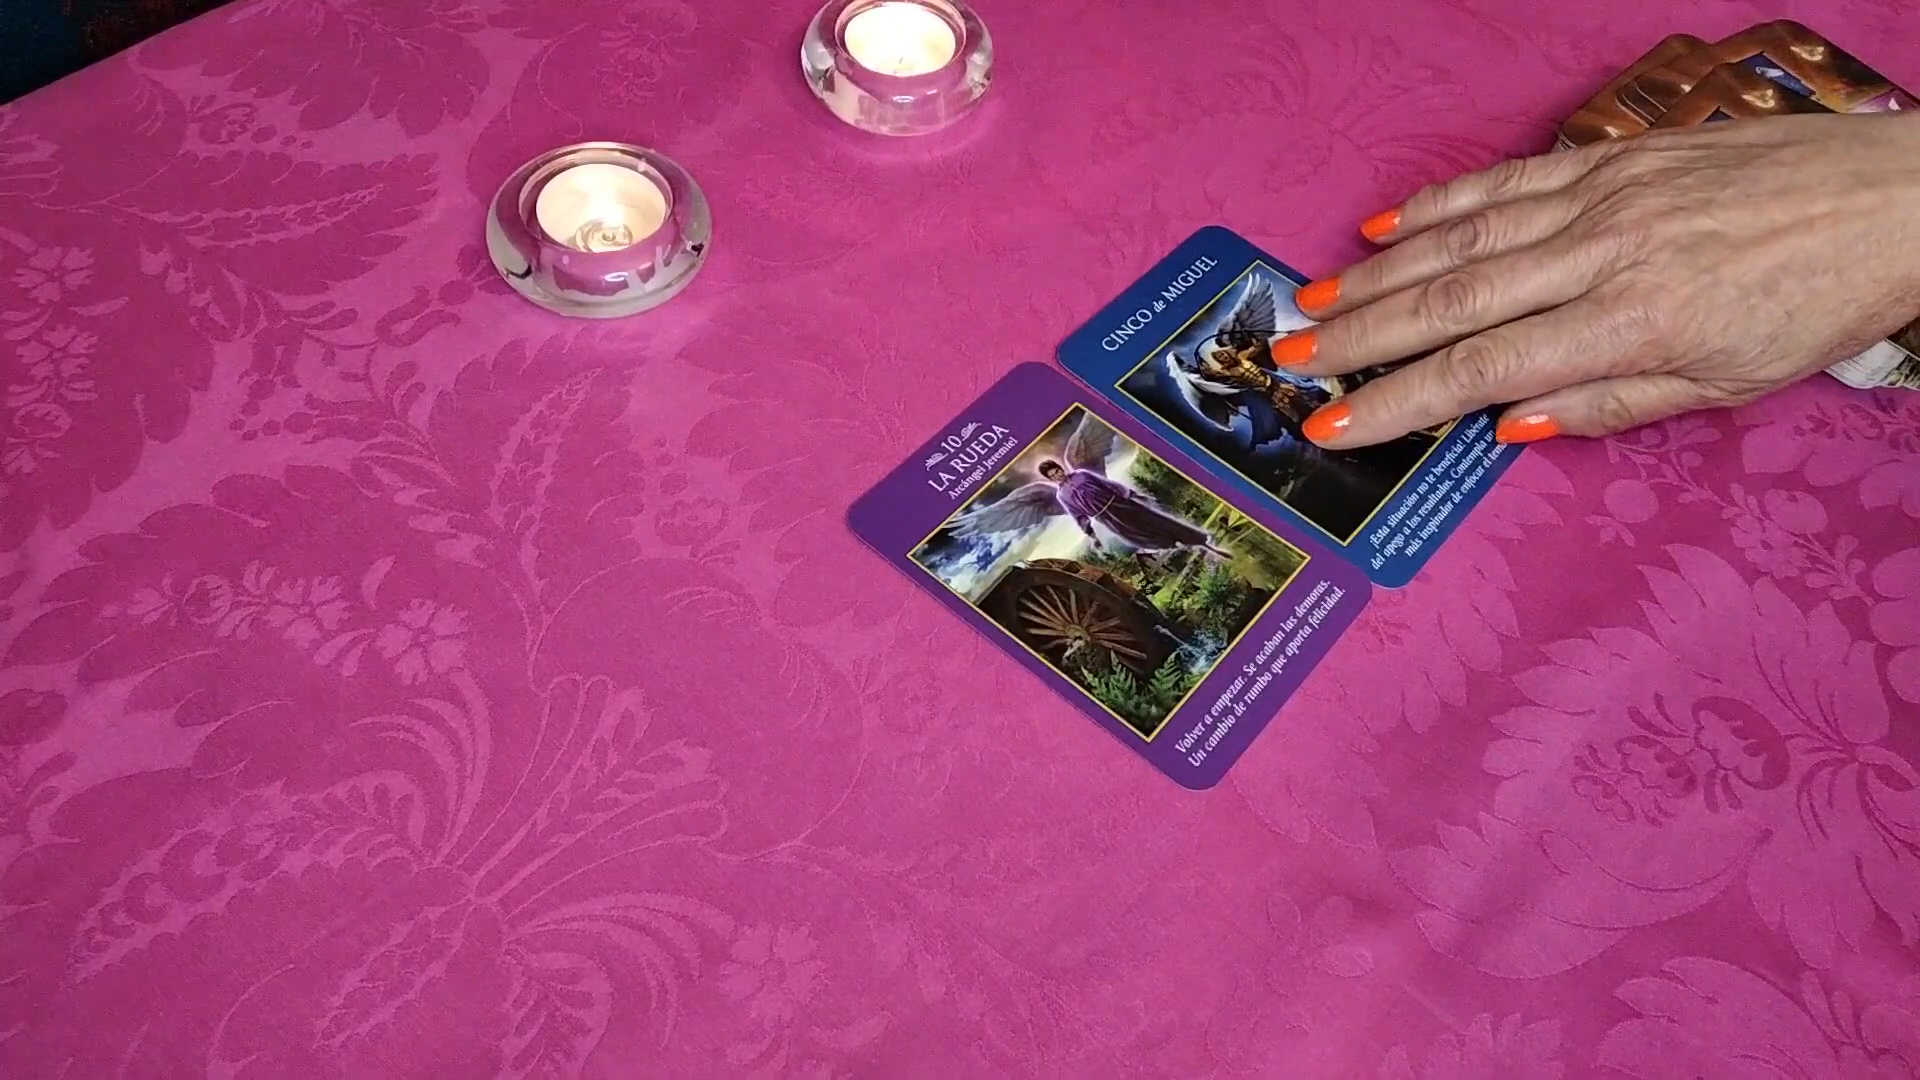 CINCO de MIGUEL
¡Esta situación no te beneficia! Libérate
del apego a los resultados. Contempla un
más inspirador de enfocar el
10
LA RUEDA
Arcángel Jeremiel
Volver a empezar. Se acaban las demoras.
Un cambio de rumbo que aporta felicidad.